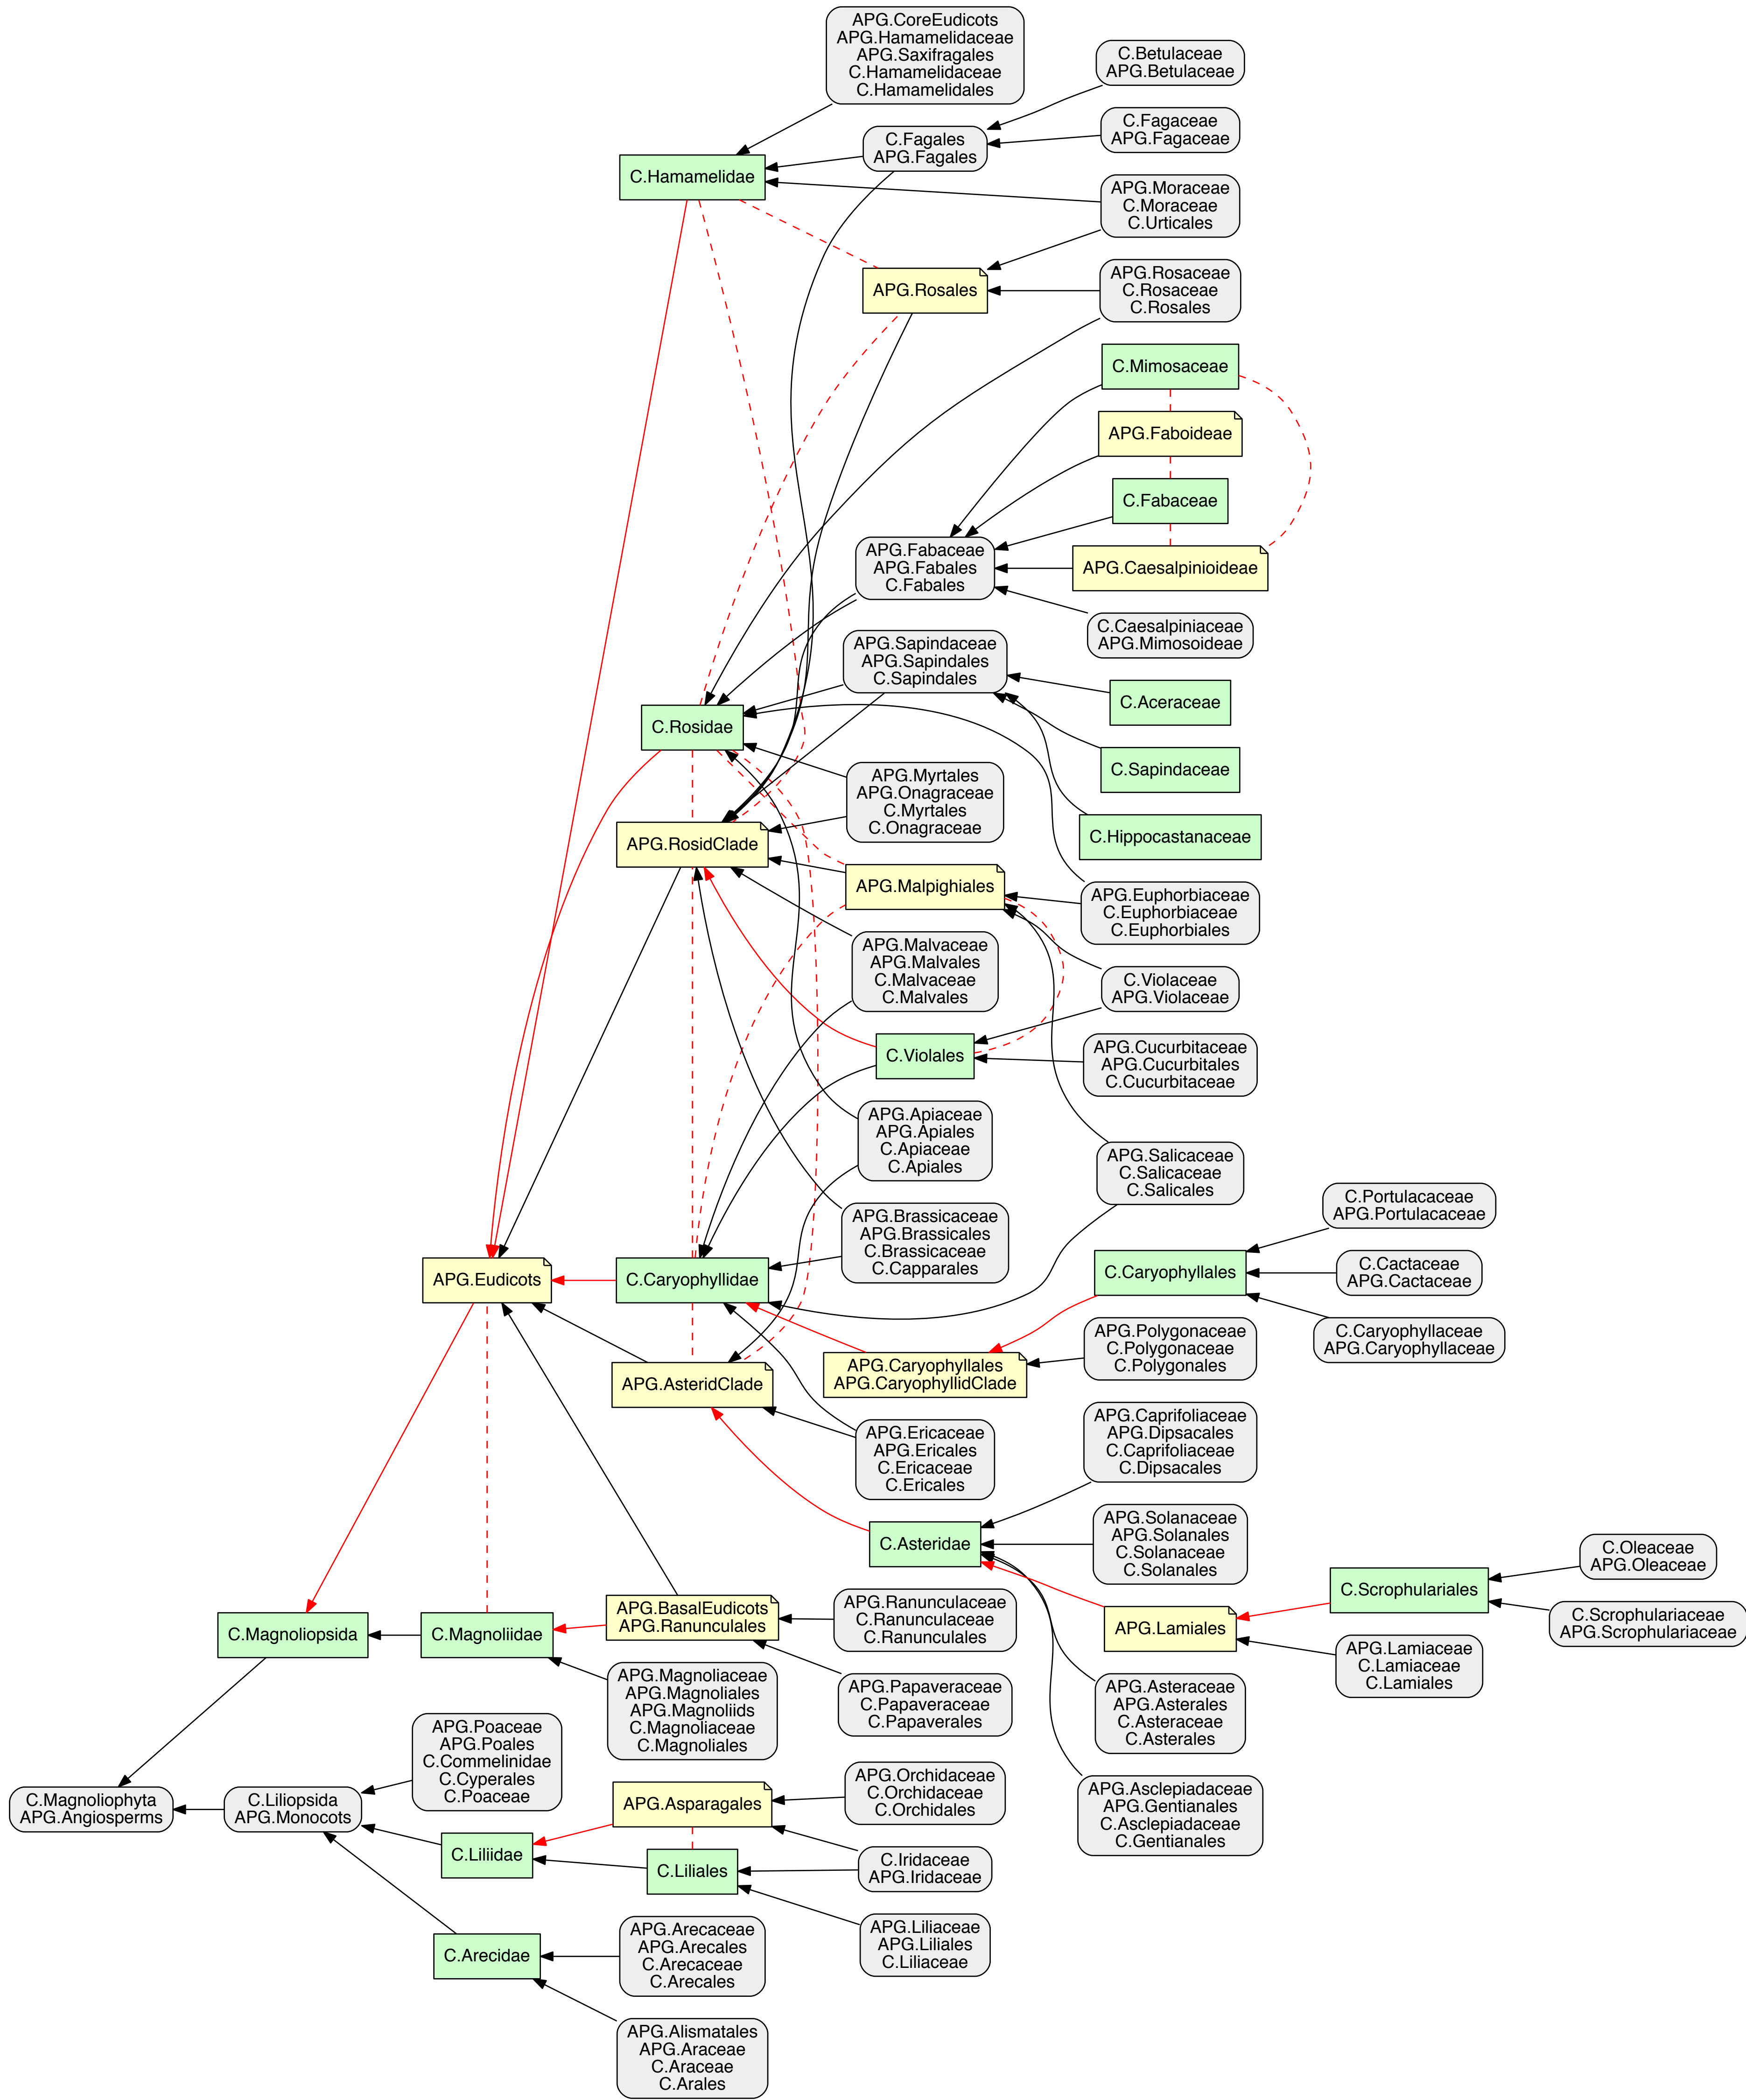 APG.CoreEudicots
APG.Hamamelidaceae
APG.Saxifragales
C.Hamamelidaceae
C.Hamamelidales
C.Betulaceae
APG.Betulaceae
C.Fagaceae
APG.Fagaceae
C.Fagales
APG.Fagales
C.Hamamelidae
APG.Moraceae
C.Moraceae
C.Urticales
APG.Rosales
APG.Rosaceae
C.Rosaceae
C.Rosales
C.Mimosaceae
APG.Faboideae
C.Fabaceae
APG.Fabaceae
APG.Fabales
C.Fabales
APG.Caesalpinioideae
C.Caesalpiniaceae
APG.Mimosoideae
APG.Sapindaceae
APG.Sapindales
C.Sapindales
C.Aceraceae
C.Rosidae
C.Sapindaceae
APG.Myrtales
APG.Onagraceae
C.Myrtales
C.Onagraceae
C.Hippocastanaceae
APG.RosidClade
APG.Malpighiales
APG.Euphorbiaceae
C.Euphorbiaceae
C.Euphorbiales
APG.Malvaceae
APG.Malvales
C.Malvaceae
C.Malvales
C.Violaceae
APG.Violaceae
C.Violales
APG.Cucurbitaceae
APG.Cucurbitales
C.Cucurbitaceae
APG.Apiaceae
APG.Apiales
C.Apiaceae
C.Apiales
APG.Salicaceae
C.Salicaceae
C.Salicales
C.Portulacaceae
APG.Portulacaceae
APG.Brassicaceae
APG.Brassicales
C.Brassicaceae
C.Capparales
APG.Eudicots
C.Caryophyllidae
C.Caryophyllales
C.Cactaceae
APG.Cactaceae
C.Caryophyllaceae
APG.Caryophyllaceae
APG.Polygonaceae
C.Polygonaceae
C.Polygonales
APG.AsteridClade
APG.Caryophyllales
APG.CaryophyllidClade
APG.Caprifoliaceae
APG.Dipsacales
C.Caprifoliaceae
C.Dipsacales
APG.Ericaceae
APG.Ericales
C.Ericaceae
C.Ericales
APG.Solanaceae
APG.Solanales
C.Solanaceae
C.Solanales
C.Asteridae
C.Oleaceae
APG.Oleaceae
C.Scrophulariales
C.Scrophulariaceae
APG.Scrophulariaceae
C.Magnoliopsida
C.Magnoliidae
APG.BasalEudicots
APG.Ranunculales
APG.Ranunculaceae
C.Ranunculaceae
C.Ranunculales
APG.Lamiales
APG.Lamiaceae
C.Lamiaceae
C.Lamiales
APG.Magnoliaceae
APG.Magnoliales
APG.Magnoliids
C.Magnoliaceae
C.Magnoliales
APG.Papaveraceae
C.Papaveraceae
C.Papaverales
APG.Asteraceae
APG.Asterales
C.Asteraceae
C.Asterales
APG.Poaceae
APG.Poales
C.Commelinidae
C.Cyperales
C.Poaceae
C.Magnoliophyta
APG.Angiosperms
C.Liliopsida
APG.Monocots
APG.Asparagales
APG.Orchidaceae
C.Orchidaceae
C.Orchidales
APG.Asclepiadaceae
APG.Gentianales
C.Asclepiadaceae
C.Gentianales
C.Liliidae
C.Liliales
C.Iridaceae
APG.Iridaceae
APG.Liliaceae
APG.Liliales
C.Liliaceae
C.Arecidae
APG.Arecaceae
APG.Arecales
C.Arecaceae
C.Arecales
APG.Alismatales
APG.Araceae
C.Araceae
C.Arales